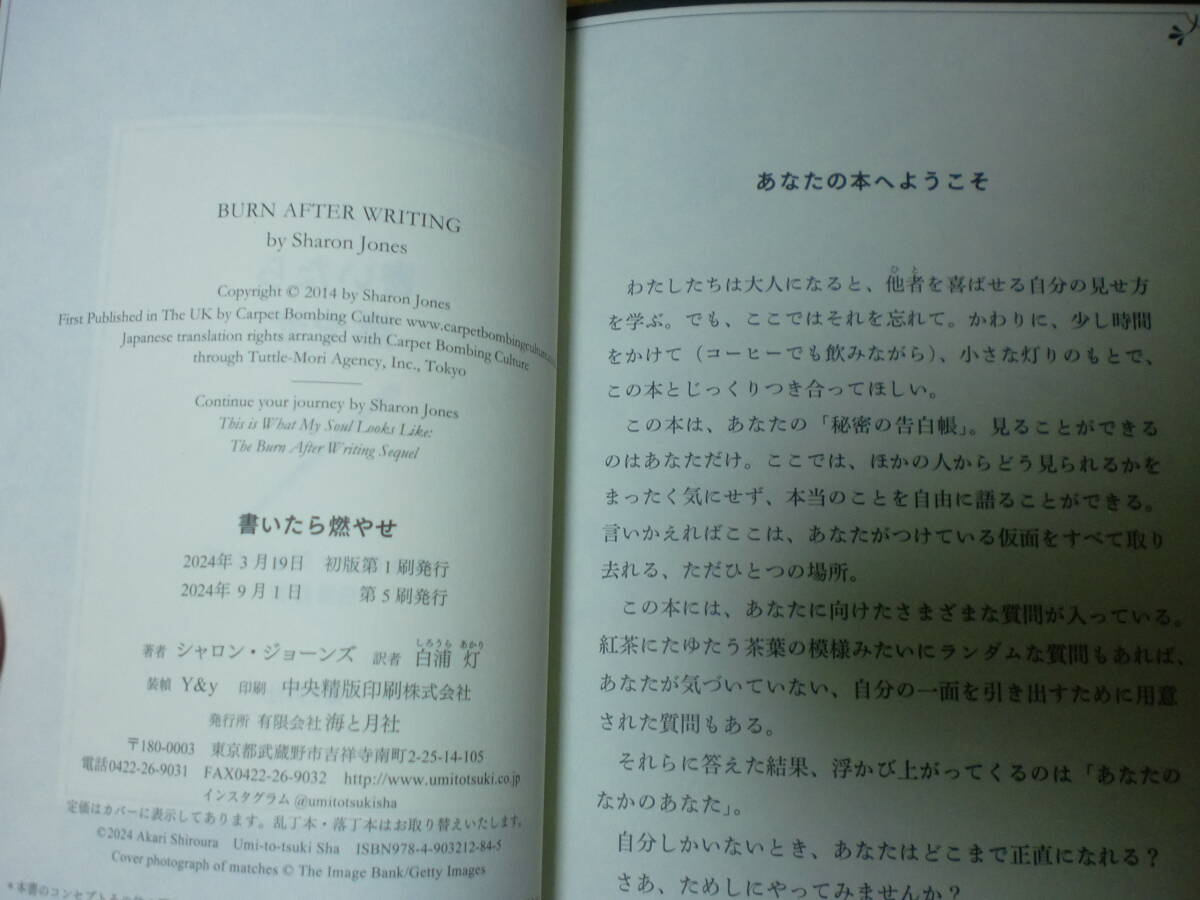 BURN AFTER WRITING
by Sharon Jones
Copyright © 2014 by Sharon Jones
First Published in The UK by Carpet Bombing Culture www.carpetbombingculture
Japanese translation rights arranged with Carpet Bombing Culture
through Tuttle-Mori Agency, Inc., Tokyo
Continue your journey by Sharon Jones
This is What My Soul Looks Like:
The Burn After Writing Sequel
書いたら燃やせ
2024年3月19日 初版第1刷発行
2024年9月1日 第5刷発行
しろうら あかり
著者 シャロン・ジョーンズ 訳者 白浦 灯
装幀 Y&y 印刷 中央精版印刷株式会社
発行所 有限会社海と月社
〒180-0003 東京都武蔵野市吉祥寺南町2-25-14-105
電話0422-26-9031 FAX0422-26-9032 http://www.umitotsuki.co.jp
インスタグラム @umitotsukisha
定価はカバーに表示してあります。乱丁本・落丁本はお取り替えいたします。
©2024 Akari Shiroura Umi-to-tsuki Sha ISBN978-4-903212-84-5
Cover photograph of matches © The Image Bank/Getty Images
*本書のコンセプト
あなたの本へようこそ
ひと
わたしたちは大人になると、他者を喜ばせる自分の見せ方
を学ぶ。でも、ここではそれを忘れて。かわりに、少し時間
をかけて(コーヒーでも飲みながら)、小さな灯りのもとで、
この本とじっくりつき合ってほしい。
この本は、あなたの「秘密の告白帳」。見ることができる
のはあなただけ。ここでは、ほかの人からどう見られるかを
まったく気にせず、本当のことを自由に語ることができる。
言いかえればここは、あなたがつけている仮面をすべて取り
去れる、ただひとつの場所。
この本には、あなたに向けたさまざまな質問が入っている。
紅茶にたゆたう茶葉の模様みたいにランダムな質問もあれば、
あなたが気づいていない、自分の一面を引き出すために用意
された質問もある。
それらに答えた結果、浮かび上がってくるのは「あなたの
なかのあなた」。
自分しかいないとき、あなたはどこまで正直になれる?
さあ、ためしにやってみませんか?